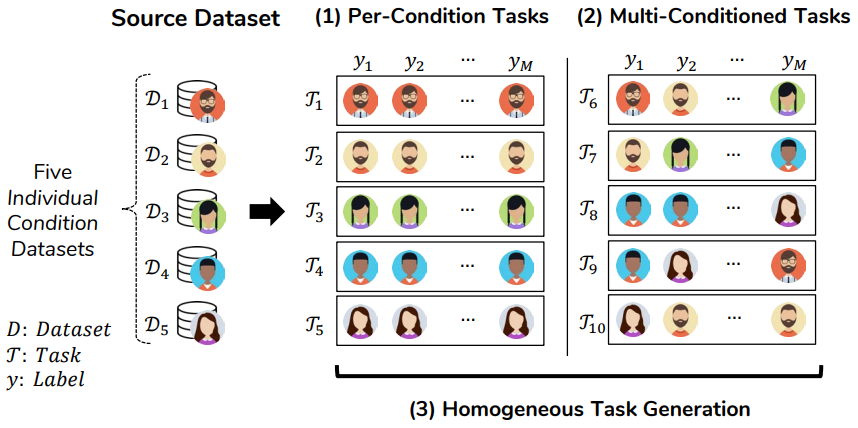 Source Dataset
(1) Per-Condition Tasks
(2) Multi-Conditioned Tasks
y₁ y₂ ... y_M
y₁ y₂ ... y_M
Five
Individual
Condition
Datasets
𝒟₁
𝒟₂
𝒟₃
𝒟₄
𝒟₅
𝒯₁ ... 
𝒯₂ ...
𝒯₃ ...
𝒯₄ ...
𝒯₅ ...
𝒯₆ ...
𝒯₇ ...
𝒯₈ ...
𝒯₉ ...
𝒯₁₀ ...
D: Dataset
𝒯: Task
y: Label
(3) Homogeneous Task Generation